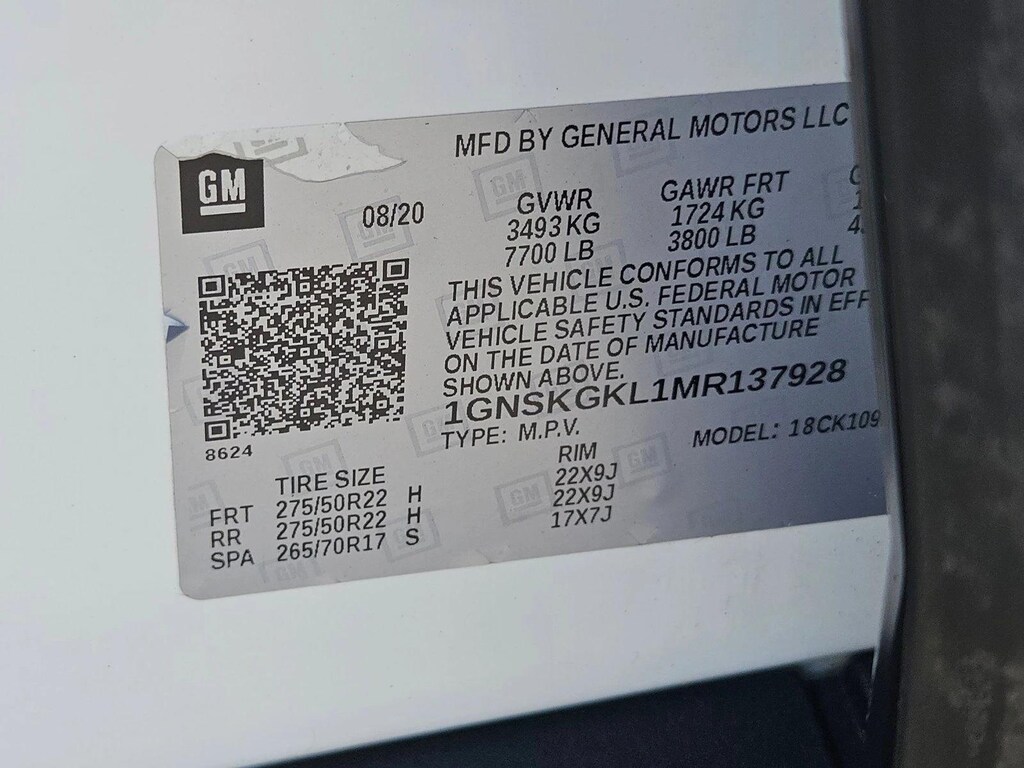 MFD BY GENERAL MOTORS LLC
GM
08/20
GVWR
3493 KG
7700 LB
GAWR FRT
1724 KG
3800 LB
THIS VEHICLE CONFORMS TO ALL
APPLICABLE U.S. FEDERAL MOTOR
VEHICLE SAFETY STANDARDS IN EFF
ON THE DATE OF MANUFACTURE
SHOWN ABOVE.
1GNSKGKL1MR137928
TYPE: M.P.V.
MODEL: 18CK109
8624
TIRE SIZE
RIM
FRT 275/50R22 H 22X9J
RR 275/50R22 H 22X9J
SPA 265/70R17 S 17X7J